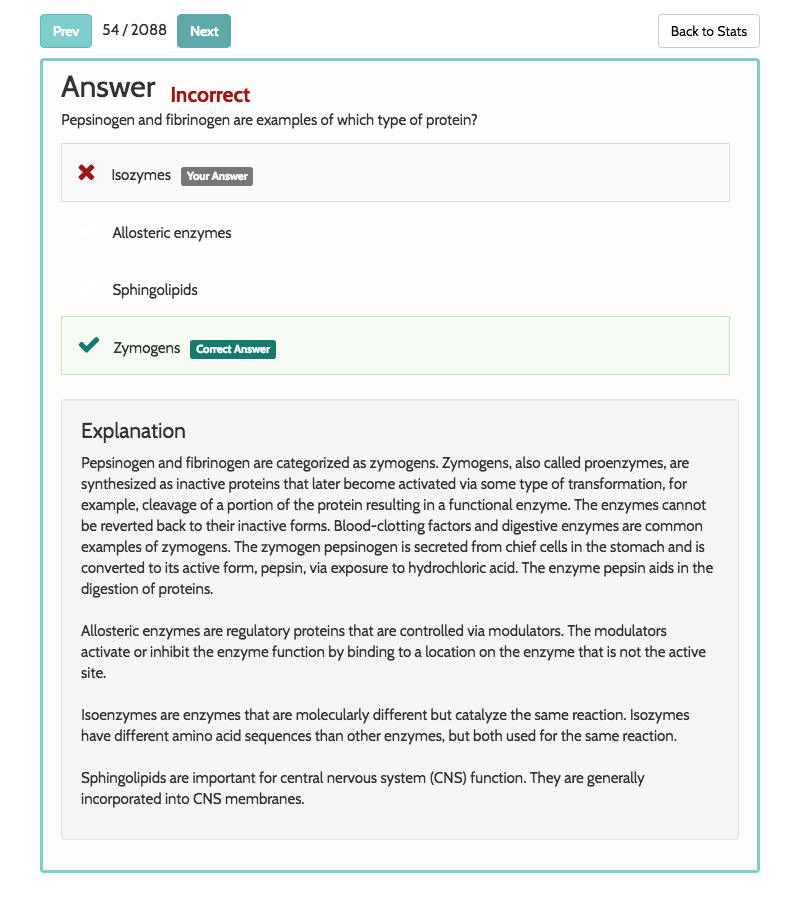 Prev 54 / 2088 Next Back to Stats
Answer Incorrect
Pepsinogen and fibrinogen are examples of which type of protein?
Isozymes Your Answer
Allosteric enzymes
Sphingolipids
Zymogens Correct Answer
Explanation
Pepsinogen and fibrinogen are categorized as zymogens. Zymogens, also called proenzymes, are
synthesized as inactive proteins that later become activated via some type of transformation, for
example, cleavage of a portion of the protein resulting in a functional enzyme. The enzymes cannot
be reverted back to their inactive forms. Blood-clotting factors and digestive enzymes are common
examples of zymogens. The zymogen pepsinogen is secreted from chief cells in the stomach and is
converted to its active form, pepsin, via exposure to hydrochloric acid. The enzyme pepsin aids in the
digestion of proteins.
Allosteric enzymes are regulatory proteins that are controlled via modulators. The modulators
activate or inhibit the enzyme function by binding to a location on the enzyme that is not the active
site.
Isoenzymes are enzymes that are molecularly different but catalyze the same reaction. Isozymes
have different amino acid sequences than other enzymes, but both used for the same reaction.
Sphingolipids are important for central nervous system (CNS) function. They are generally
incorporated into CNS membranes.